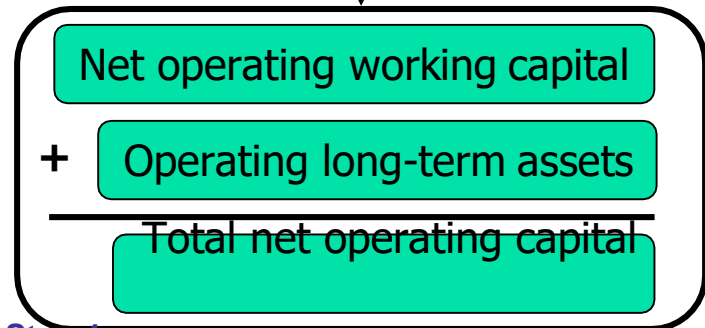 Net operating working capital
+ Operating long-term assets
Total net operating capital